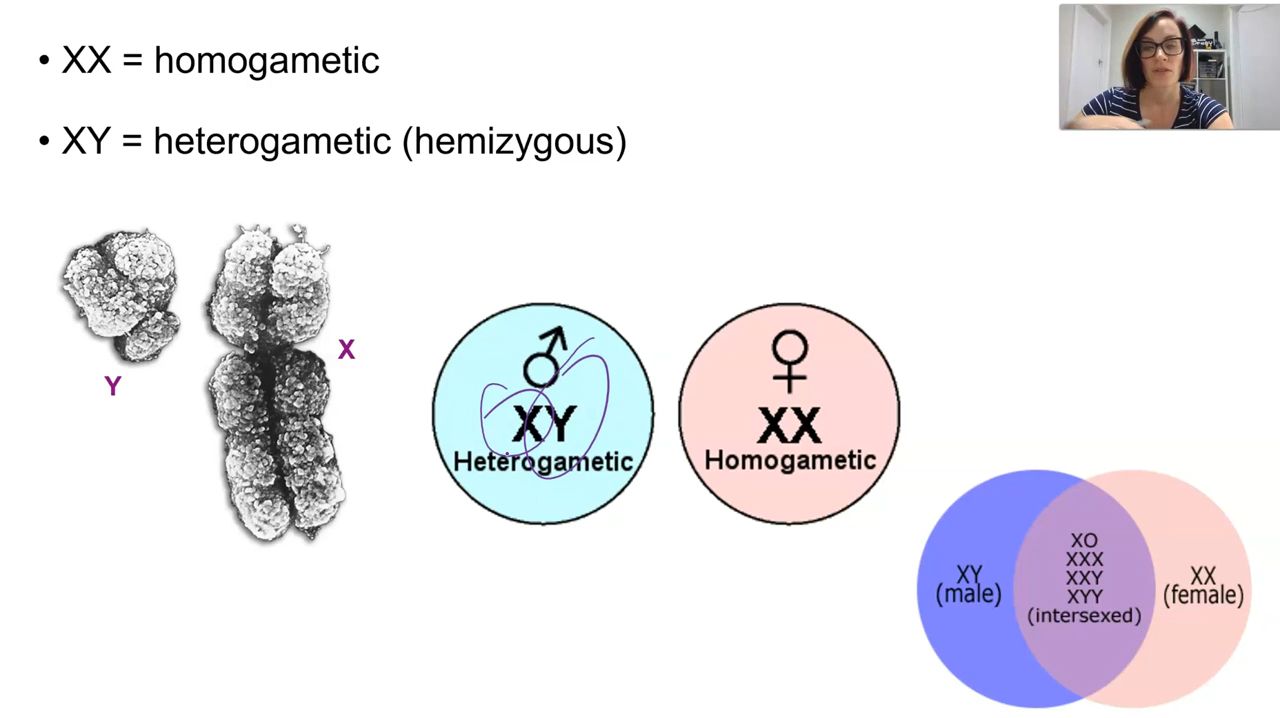 • XX = homogametic
• XY = heterogametic (hemizygous)
Y
X
♂
XY
Heterogametic
♀
XX
Homogametic
XY
(male)
XO
XXX
XXY
XYY
(intersexed)
XX
(female)